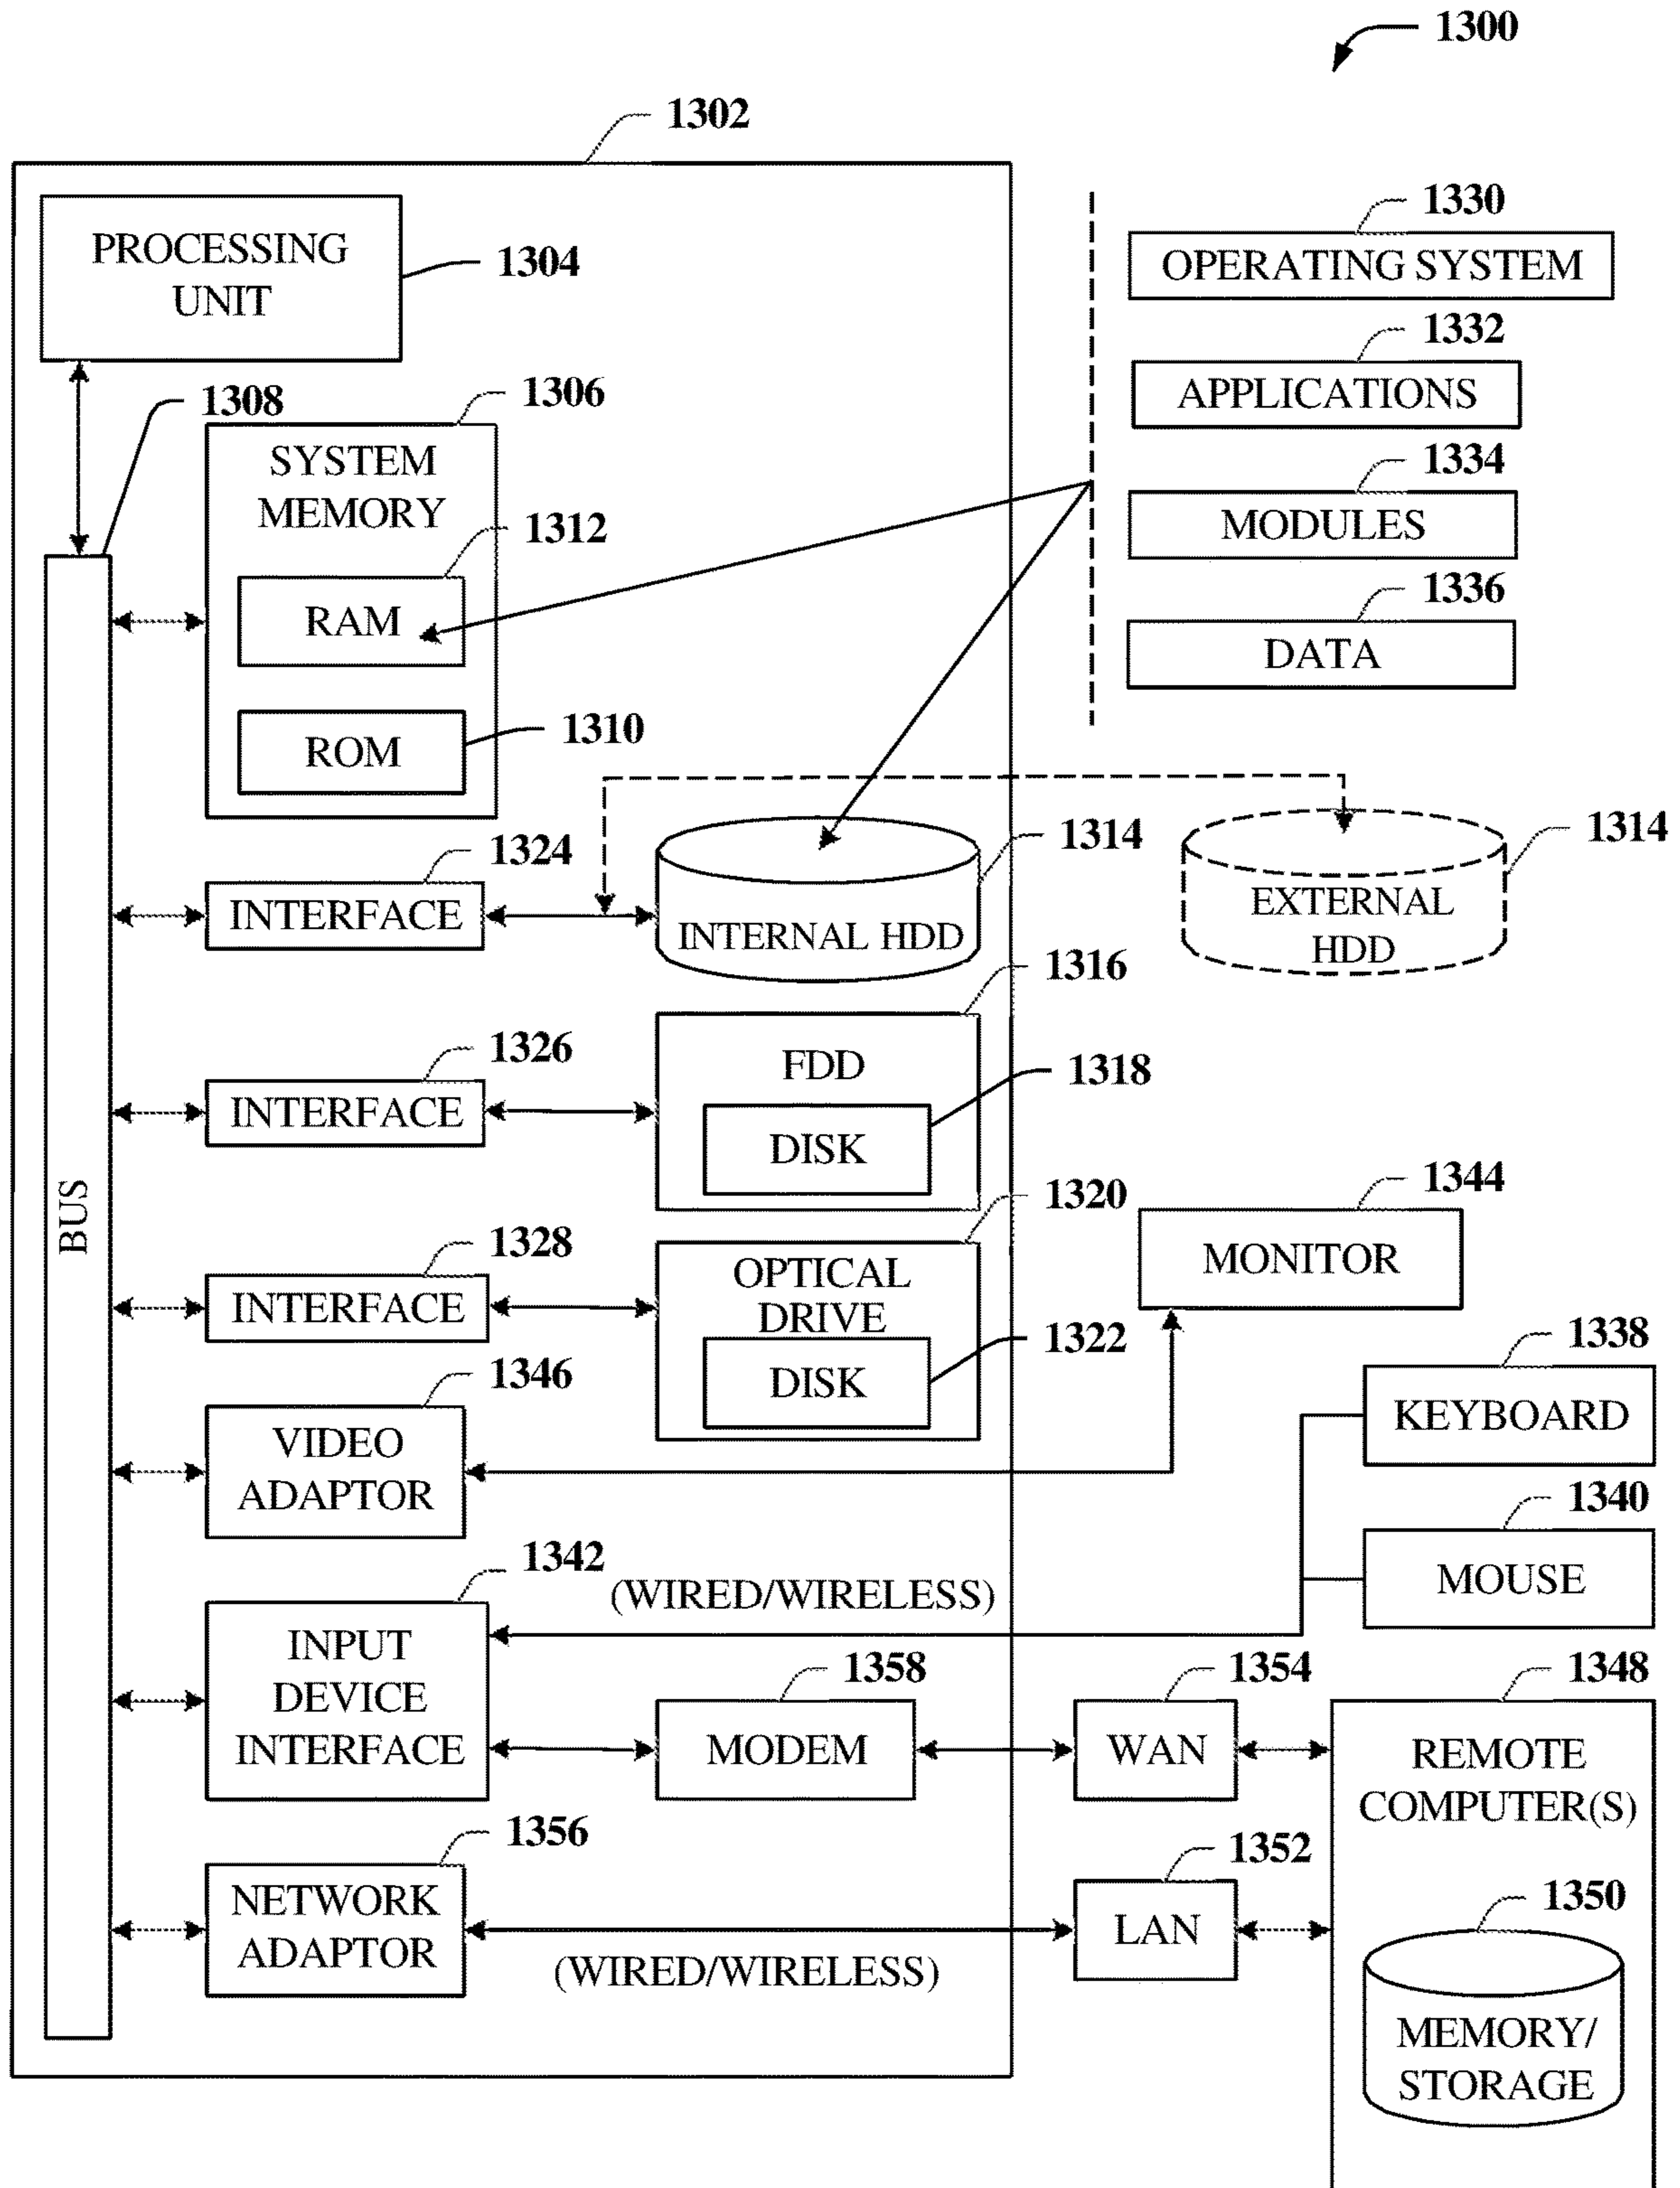 1300
1302
PROCESSING
UNIT
1304
1330
OPERATING SYSTEM
1332
APPLICATIONS
1334
MODULES
1336
DATA
1308
1306
SYSTEM
MEMORY
1312
RAM
1310
ROM
BUS
1324
INTERFACE
1314
INTERNAL HDD
1314
EXTERNAL
HDD
1326
INTERFACE
1316
FDD
1318
DISK
1328
INTERFACE
1320
OPTICAL
DRIVE
1322
DISK
1344
MONITOR
1346
VIDEO
ADAPTOR
1338
KEYBOARD
1340
MOUSE
1342
INPUT
DEVICE
INTERFACE
(WIRED/WIRELESS)
1358
MODEM
1354
WAN
1348
REMOTE
COMPUTER(S)
1356
NETWORK
ADAPTOR
(WIRED/WIRELESS)
1352
LAN
1350
MEMORY/
STORAGE